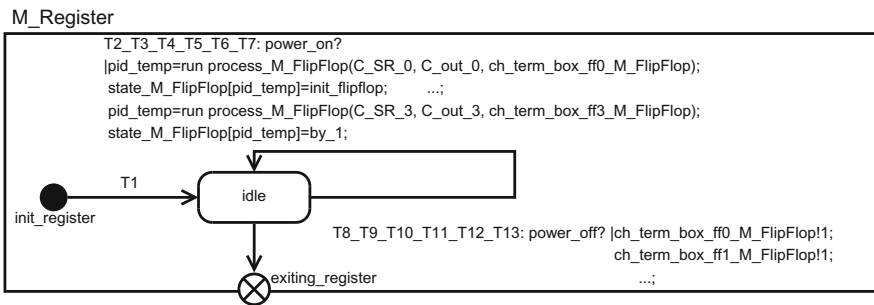 M_Register
T2_T3_T4_T5_T6_T7: power_on?
|pid_temp=run process_M_FlipFlop(C_SR_0, C_out_0, ch_term_box_ff0_M_FlipFlop);
state_M_FlipFlop[pid_temp]=init_flipflop; ...;
pid_temp=run process_M_FlipFlop(C_SR_3, C_out_3, ch_term_box_ff3_M_FlipFlop);
state_M_FlipFlop[pid_temp]=by_1;
T1
idle
init_register
T8_T9_T10_T11_T12_T13: power_off? |ch_term_box_ff0_M_FlipFlop!1;
ch_term_box_ff1_M_FlipFlop!1;
exiting_register ...;